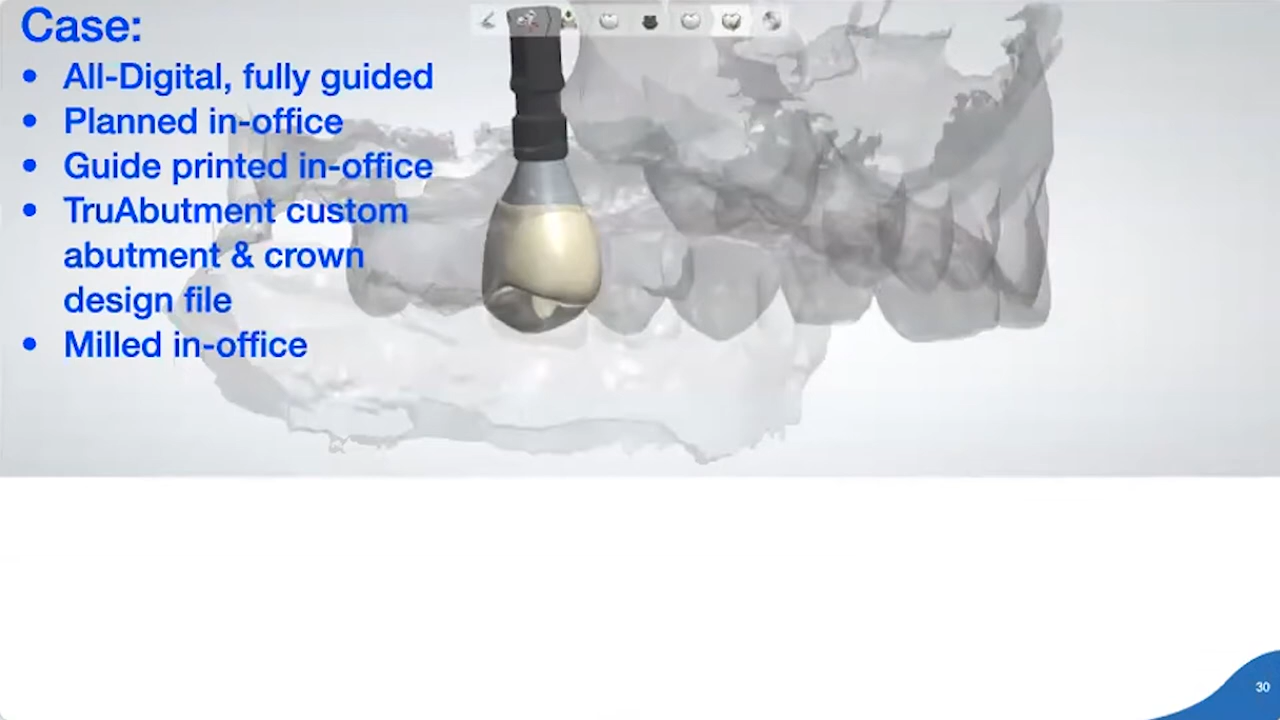 Case:
• All-Digital, fully guided
• Planned in-office
• Guide printed in-office
• TruAbutment custom
abutment & crown
design file
• Milled in-office
30